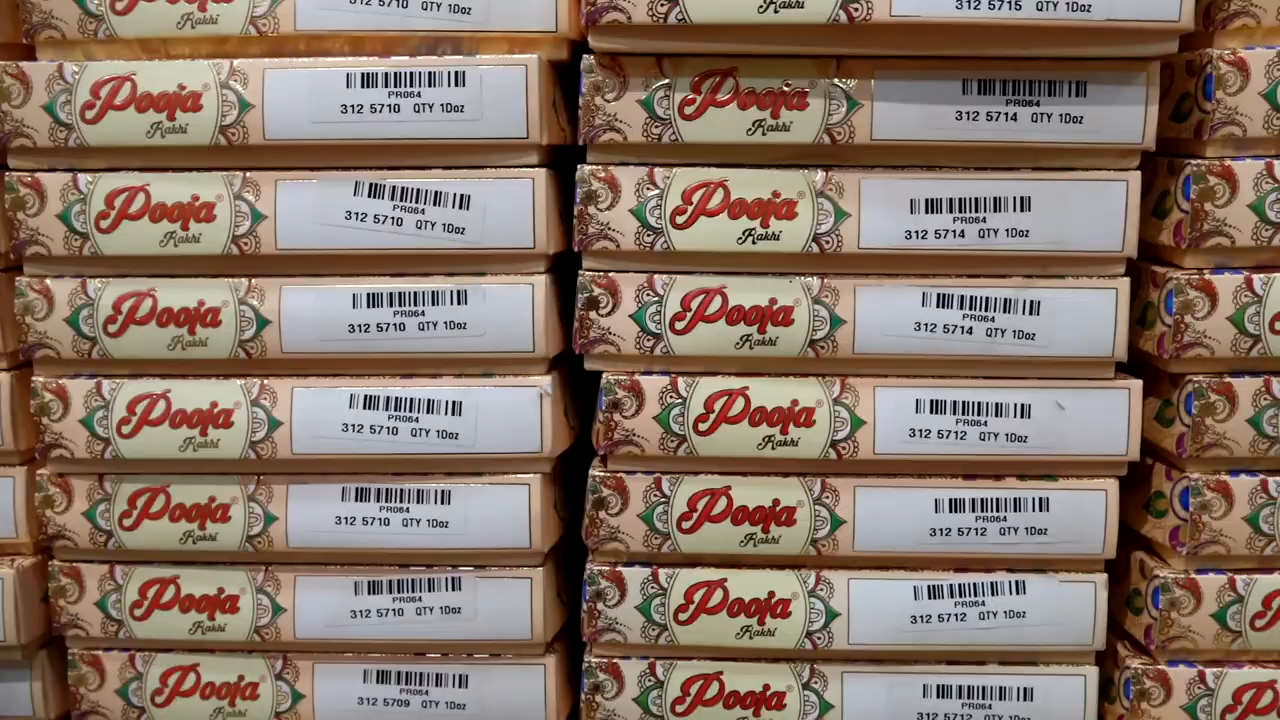 Rakhi
312 5710 QTY 1Doz
Rakhi
312 5715 QTY 1Doz
Pooja®
Rakhi
PR064
312 5710 QTY 1Doz
Pooja®
Rakhi
PR064
312 5714 QTY 1Doz
Pooja®
Rakhi
PR064
312 5710 QTY 1Doz
Pooja®
Rakhi
PR064
312 5714 QTY 1Doz
Pooja®
Rakhi
PR064
312 5710 QTY 1Doz
Pooja®
Rakhi
PR064
312 5714 QTY 1Doz
Pooja®
Rakhi
PR064
312 5710 QTY 1Doz
Pooja®
Rakhi
PR064
312 5712 QTY 1Doz
Pooja®
Rakhi
PR064
312 5710 QTY 1Doz
Pooja®
Rakhi
PR064
312 5712 QTY 1Doz
Pooja®
Rakhi
PR064
312 5710 QTY 1Doz
Pooja®
Rakhi
PR064
312 5712 QTY 1Doz
Pooja®
PR064
312 5709 QTY 1Doz
Pooja®
PR064
312 5712 QTY 1Doz